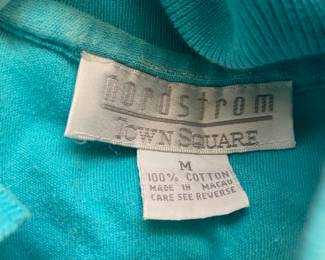 nordstrom
TOWN SQUARE
M
100% COTTON
MADE IN MACAU
CARE SEE REVERSE